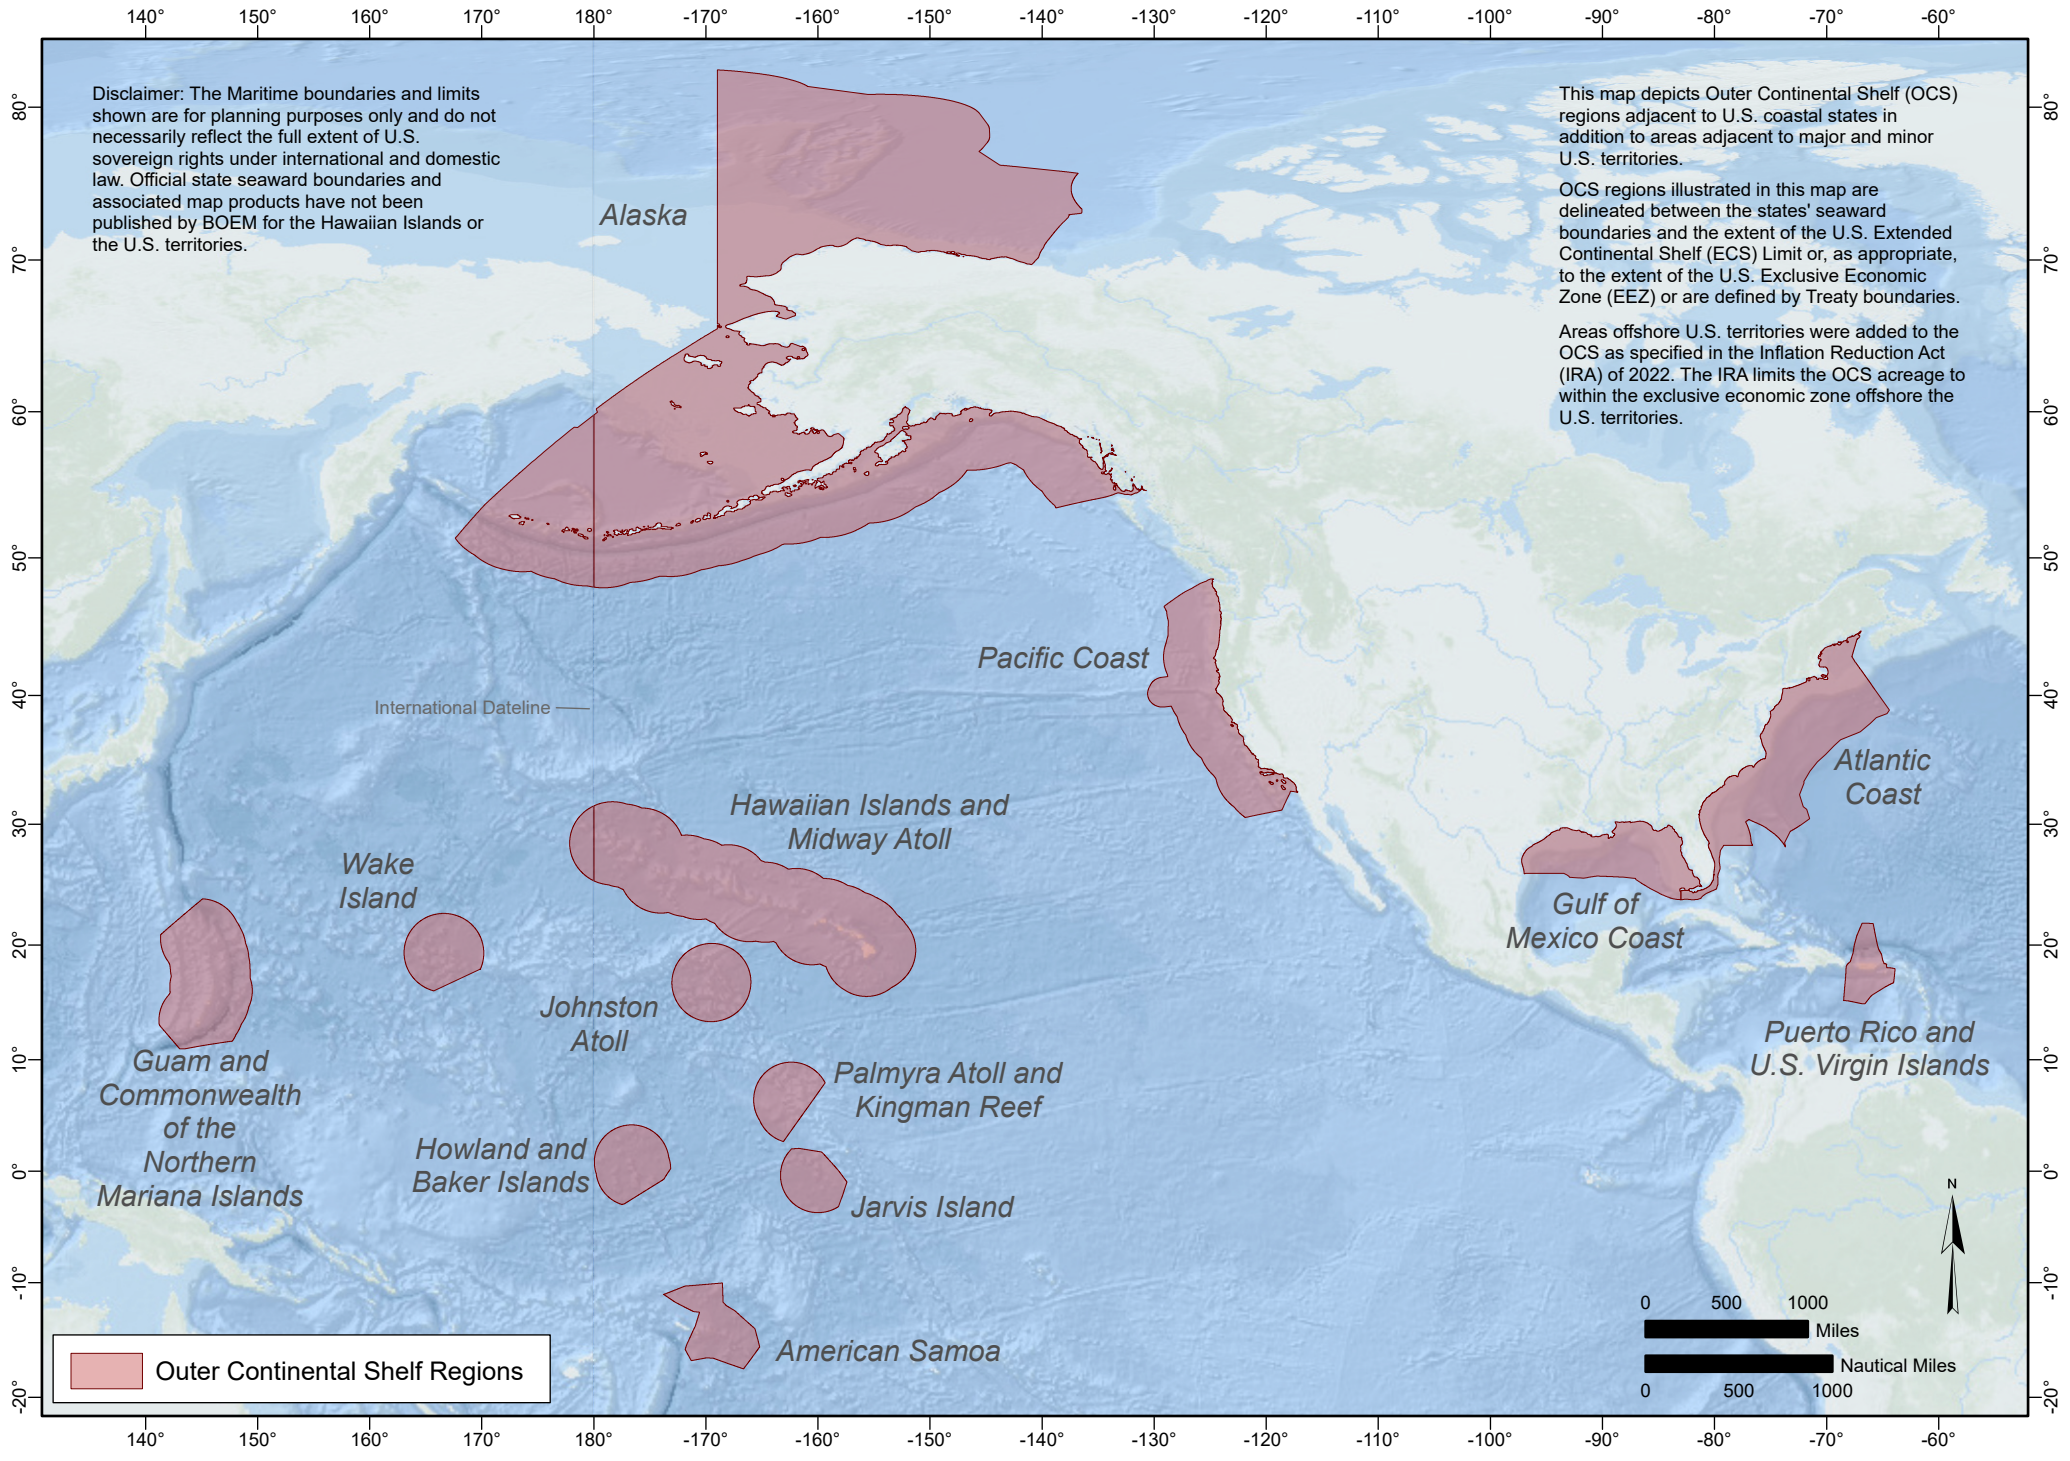 140° 150° 160° 170° 180° -170° -160° -150° -140° -130° -120° -110° -100° -90° -80° -70° -60°
Disclaimer: The Maritime boundaries and limits
shown are for planning purposes only and do not
necessarily reflect the full extent of U.S.
sovereign rights under international and domestic
law. Official state seaward boundaries and
associated map products have not been
published by BOEM for the Hawaiian Islands or
the U.S. territories.
This map depicts Outer Continental Shelf (OCS)
regions adjacent to U.S. coastal states in
addition to areas adjacent to major and minor
U.S. territories.
OCS regions illustrated in this map are
delineated between the states' seaward
boundaries and the extent of the U.S. Extended
Continental Shelf (ECS) Limit or, as appropriate,
to the extent of the U.S. Exclusive Economic
Zone (EEZ) or are defined by Treaty boundaries.
Areas offshore U.S. territories were added to the
OCS as specified in the Inflation Reduction Act
(IRA) of 2022. The IRA limits the OCS acreage to
within the exclusive economic zone offshore the
U.S. territories.
80°
70°
60°
50°
40°
30°
20°
10°
0°
-10°
-20°
80°
70°
60°
50°
40°
30°
20°
10°
0°
-10°
-20°
Alaska
Pacific Coast
International Dateline
Atlantic
Coast
Hawaiian Islands and
Midway Atoll
Wake
Island
Gulf of
Mexico Coast
Johnston
Atoll
Puerto Rico and
U.S. Virgin Islands
Guam and
Commonwealth
of the
Northern
Mariana Islands
Palmyra Atoll and
Kingman Reef
Howland and
Baker Islands
Jarvis Island
American Samoa
N
0 500 1000
Miles
Nautical Miles
0 500 1000
Outer Continental Shelf Regions
140° 150° 160° 170° 180° -170° -160° -150° -140° -130° -120° -110° -100° -90° -80° -70° -60°